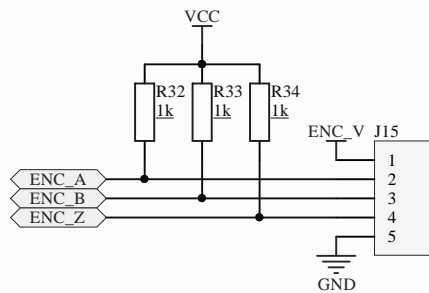 VCC
R32 R33 R34
1k 1k 1k
ENC_V J15
1
ENC_A 2
ENC_B 3
ENC_Z 4
5
GND